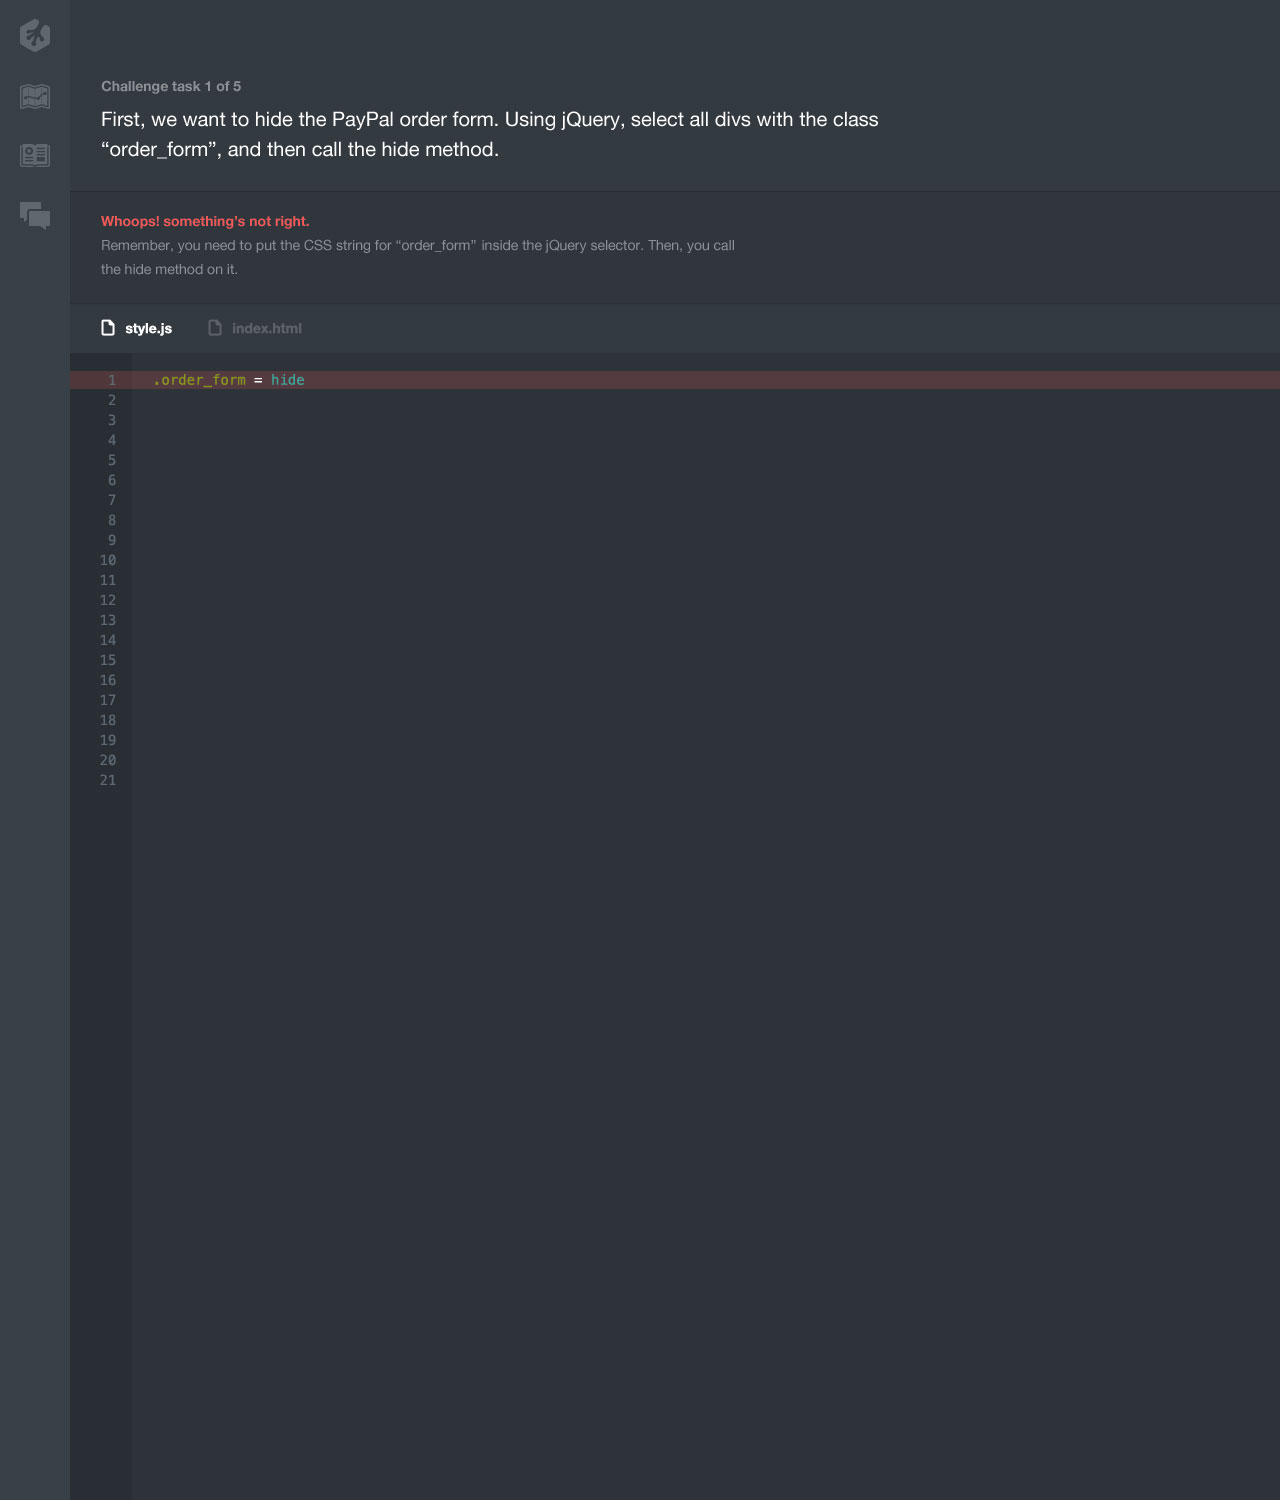 Challenge task 1 of 5
First, we want to hide the PayPal order form. Using jQuery, select all divs with the class
“order_form”, and then call the hide method.
Whoops! something’s not right.
Remember, you need to put the CSS string for “order_form” inside the jQuery selector. Then, you call
the hide method on it.
style.js index.html
1 .order_form = hide
2
3
4
5
6
7
8
9
10
11
12
13
14
15
16
17
18
19
20
21